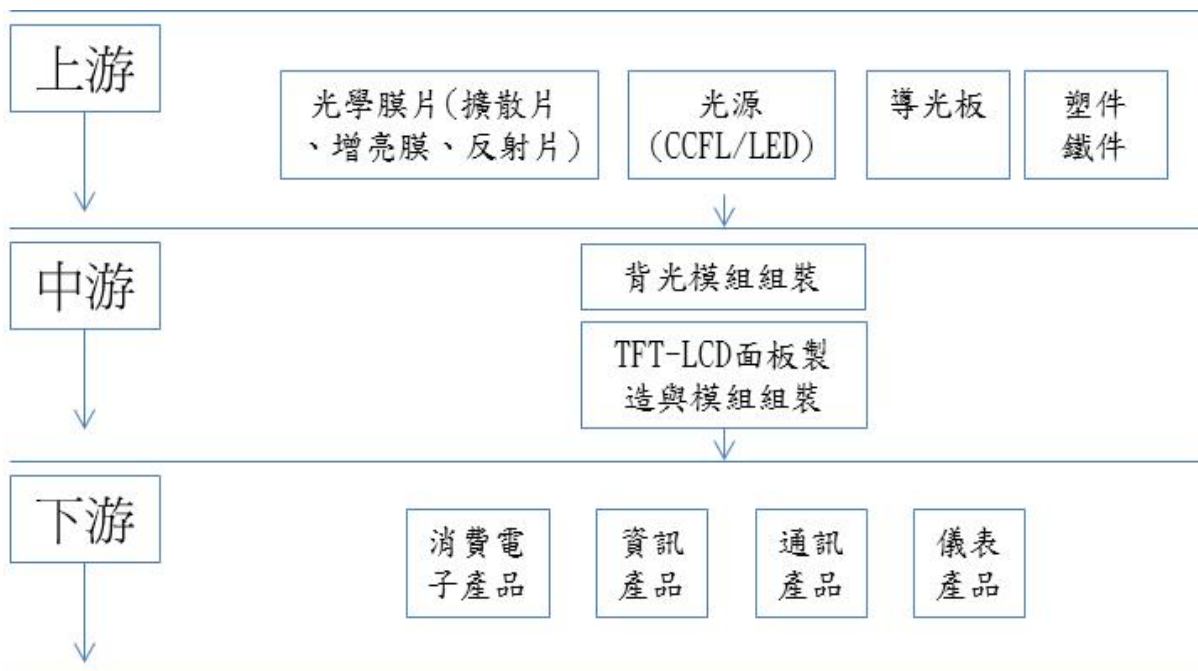 上游
光學膜片(擴散片
、增亮膜、反射片)
光源
(CCFL/LED)
導光板
塑件
鐵件
中游
背光模組組裝
TFT-LCD面板製
造與模組組裝
下游
消費電
子產品
資訊
產品
通訊
產品
儀表
產品